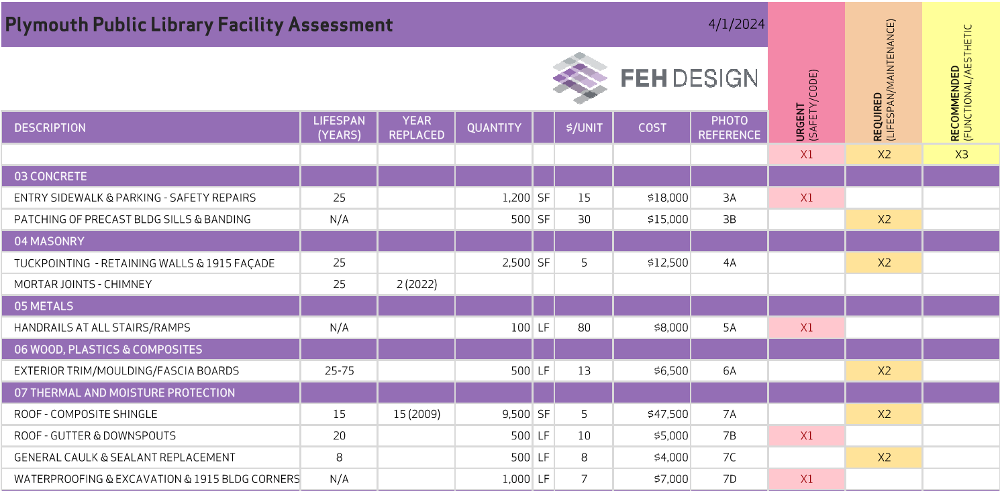 Plymouth Public Library Facility Assessment 4/1/2024
FEH DESIGN
URGENT
(SAFETY/CODE)
REQUIRED
(LIFESPAN/MAINTENANCE)
RECOMMENDED
(FUNCTIONAL/AESTHETIC
DESCRIPTION LIFESPAN (YEARS) YEAR REPLACED QUANTITY $/UNIT COST PHOTO REFERENCE
X1 X2 X3
03 CONCRETE
ENTRY SIDEWALK & PARKING - SAFETY REPAIRS 25 1,200 SF 15 $18,000 3A X1
PATCHING OF PRECAST BLDG SILLS & BANDING N/A 500 SF 30 $15,000 3B X2
04 MASONRY
TUCKPOINTING - RETAINING WALLS & 1915 FAÇADE 25 2,500 SF 5 $12,500 4A X2
MORTAR JOINTS - CHIMNEY 25 2 (2022)
05 METALS
HANDRAILS AT ALL STAIRS/RAMPS N/A 100 LF 80 $8,000 5A X1
06 WOOD, PLASTICS & COMPOSITES
EXTERIOR TRIM/MOULDING/FASCIA BOARDS 25-75 500 LF 13 $6,500 6A X2
07 THERMAL AND MOISTURE PROTECTION
ROOF - COMPOSITE SHINGLE 15 15 (2009) 9,500 SF 5 $47,500 7A X2
ROOF - GUTTER & DOWNSPOUTS 20 500 LF 10 $5,000 7B X1
GENERAL CAULK & SEALANT REPLACEMENT 8 500 LF 8 $4,000 7C X2
WATERPROOFING & EXCAVATION & 1915 BLDG CORNERS N/A 1,000 LF 7 $7,000 7D X1